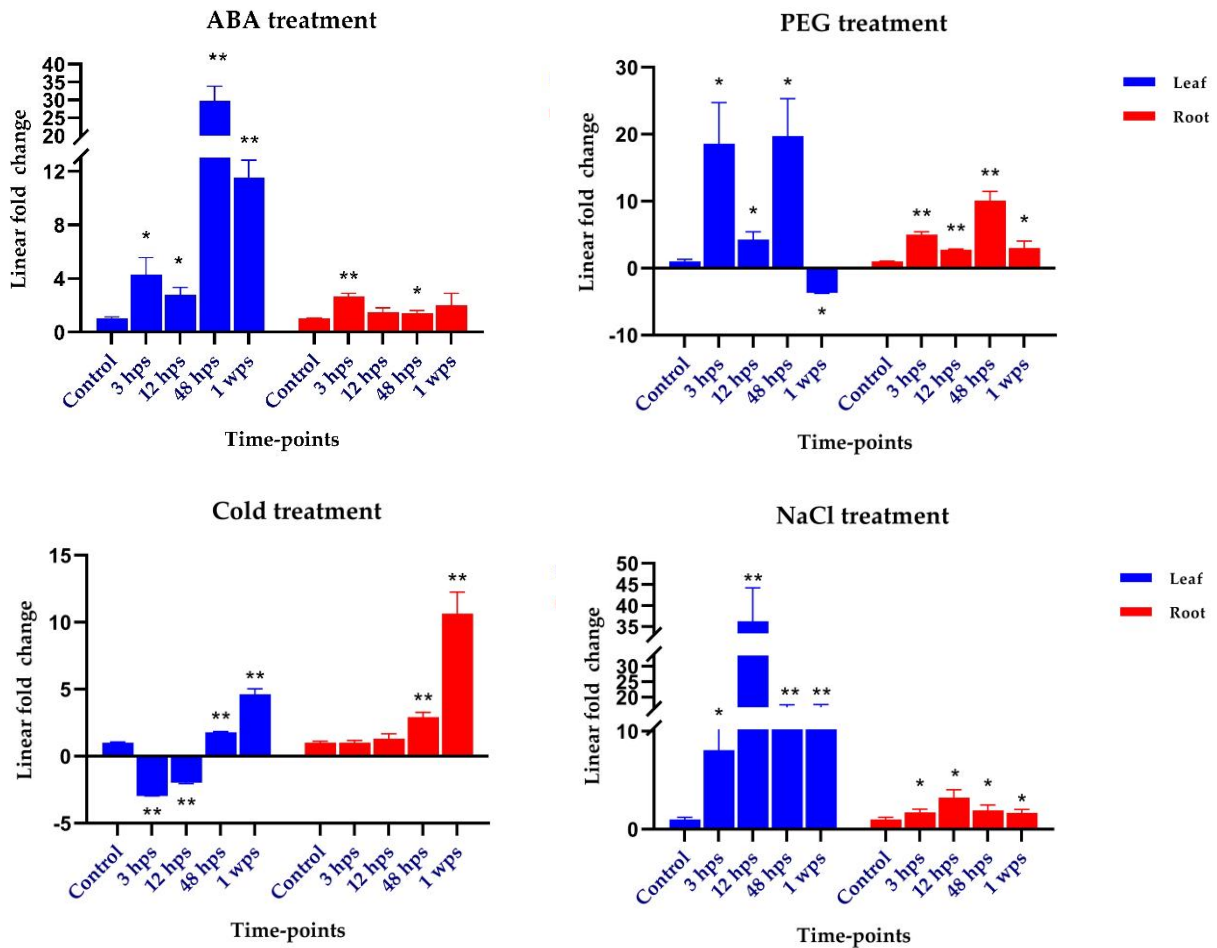 ABA treatment
Linear fold change
40
35
30
25
20
12
8
4
0
**
*
*
**
**
**
*
Control
3 hps
12 hps
48 hps
1 wps
Control
3 hps
12 hps
48 hps
1 wps
Time-points
PEG treatment
Linear fold change
30
20
10
0
-10
*
*
*
*
**
**
**
*
Control
3 hps
12 hps
48 hps
1 wps
Control
3 hps
12 hps
48 hps
1 wps
Time-points
Leaf
Root
Cold treatment
Linear fold change
15
10
5
0
-5
**
**
**
**
**
**
Control
3 hps
12 hps
48 hps
1 wps
Control
3 hps
12 hps
48 hps
1 wps
Time-points
NaCl treatment
Linear fold change
50
45
40
35
30
25
20
10
0
*
**
**
**
*
*
*
*
Control
3 hps
12 hps
48 hps
1 wps
Control
3 hps
12 hps
48 hps
1 wps
Time-points
Leaf
Root